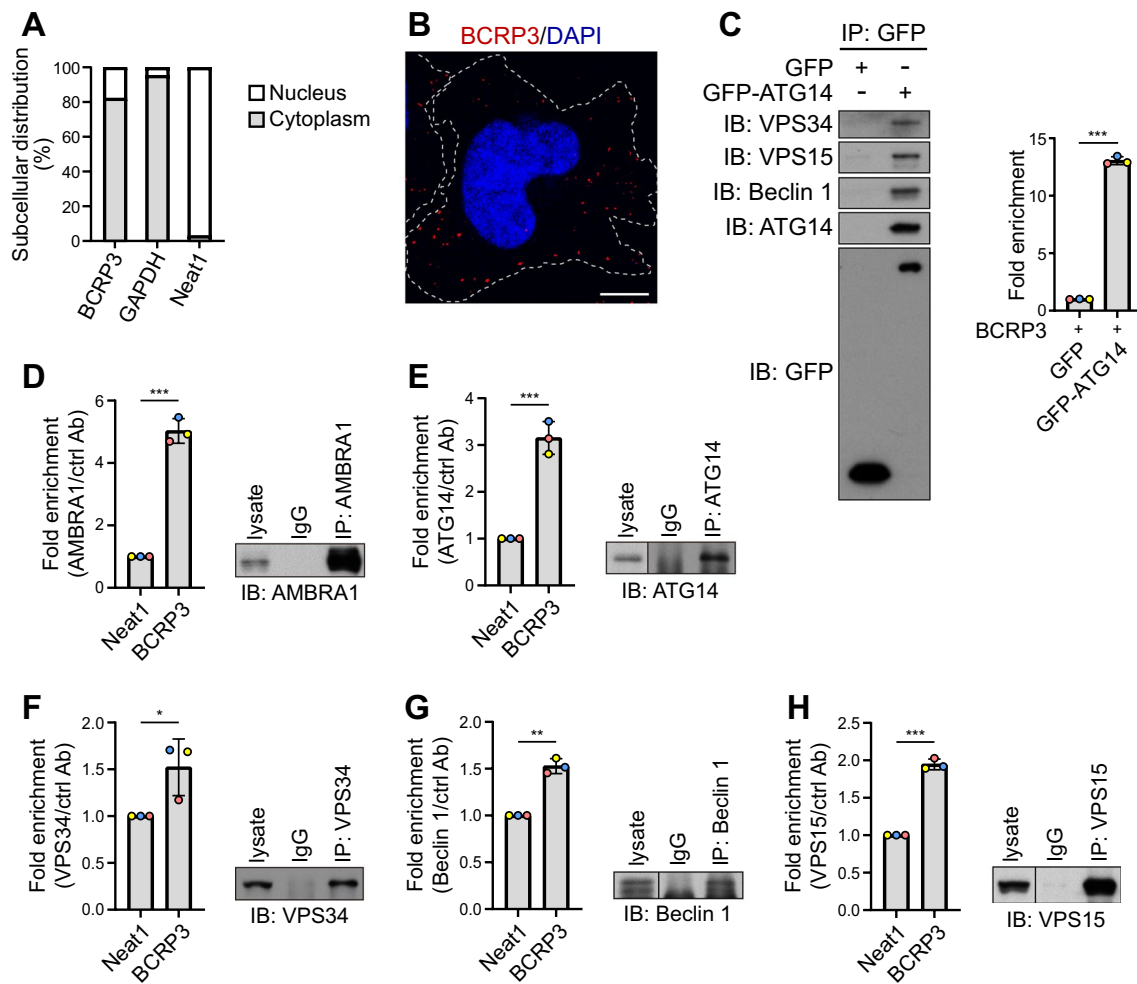 A
Subcellular distribution
(%)
100
80
60
40
20
0
BCRP3
GAPDH
Neat1
Nucleus
Cytoplasm
B
BCRP3/DAPI
C
IP: GFP
GFP + -
GFP-ATG14 - +
IB: VPS34
IB: VPS15
IB: Beclin 1
IB: ATG14
IB: GFP
Fold enrichment
15
10
5
0
***
BCRP3 + +
GFP
GFP-ATG14
D
Fold enrichment
(AMBRA1/ctrl Ab)
6
4
2
0
***
Neat1
BCRP3
lysate
IgG
IP: AMBRA1
IB: AMBRA1
E
Fold enrichment
(ATG14/ctrl Ab)
4
3
2
1
0
***
Neat1
BCRP3
lysate
IgG
IP: ATG14
IB: ATG14
F
Fold enrichment
(VPS34/ctrl Ab)
2.0
1.5
1.0
0.5
0.0
*
Neat1
BCRP3
lysate
IgG
IP: VPS34
IB: VPS34
G
Fold enrichment
(Beclin 1/ctrl Ab)
2.0
1.5
1.0
0.5
0.0
**
Neat1
BCRP3
lysate
IgG
IP: Beclin 1
IB: Beclin 1
H
Fold enrichment
(VPS15/ctrl Ab)
2.5
2.0
1.5
1.0
0.5
0.0
***
Neat1
BCRP3
lysate
IgG
IP: VPS15
IB: VPS15